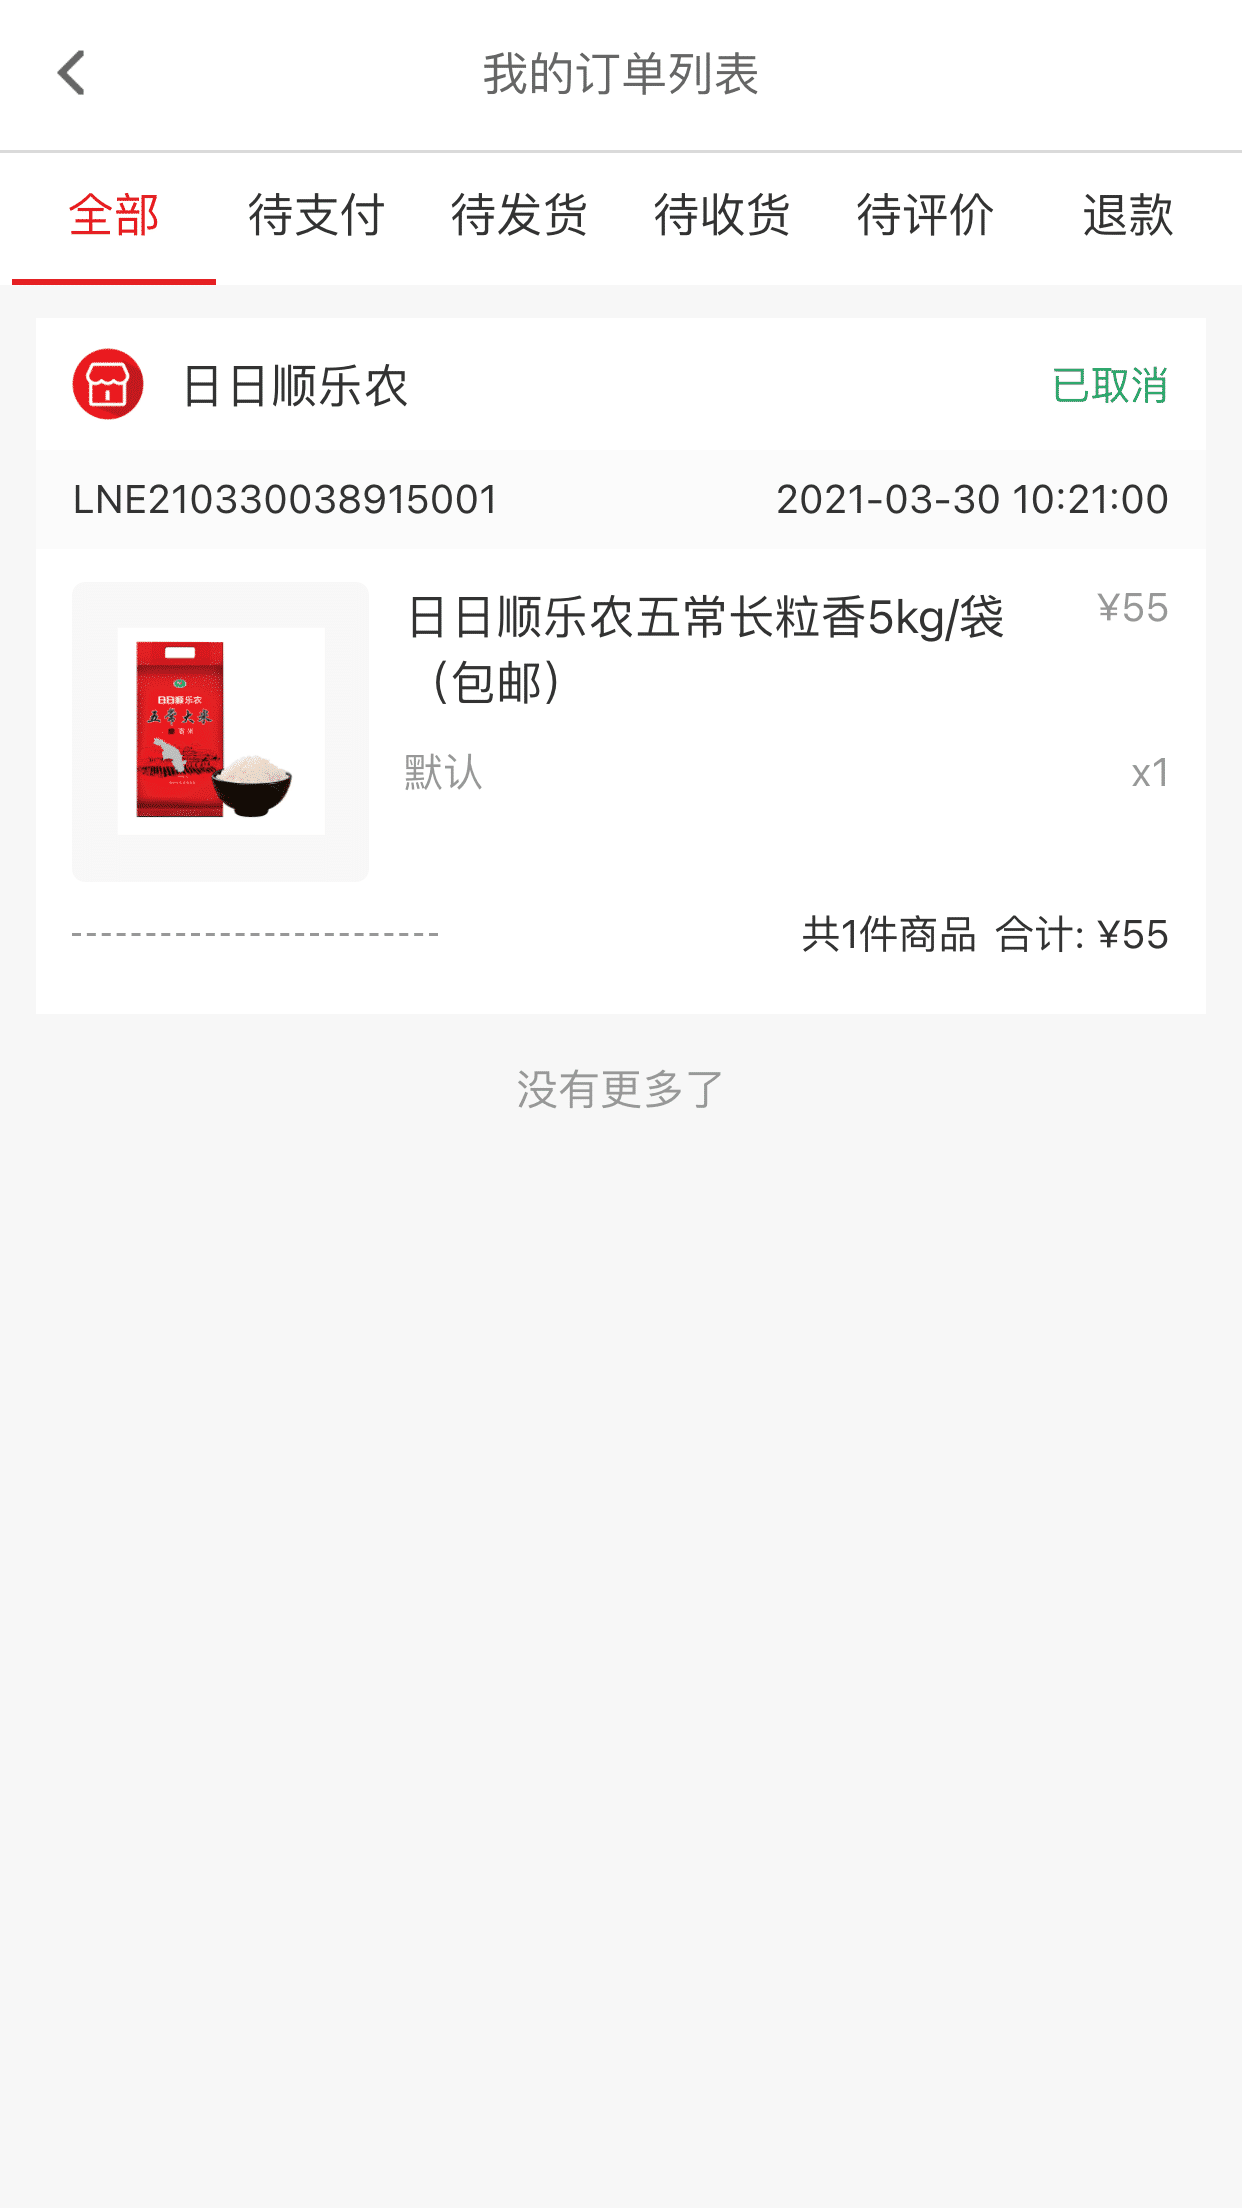 我的订单列表
全部 待支付 待发货 待收货 待评价 退款
日日顺乐农 已取消
LNE210330038915001 2021-03-30 10:21:00
日日顺乐农五常长粒香5kg/袋 ¥55
（包邮）
日日顺乐农
五常大米
默认 x1
共1件商品 合计: ¥55
没有更多了